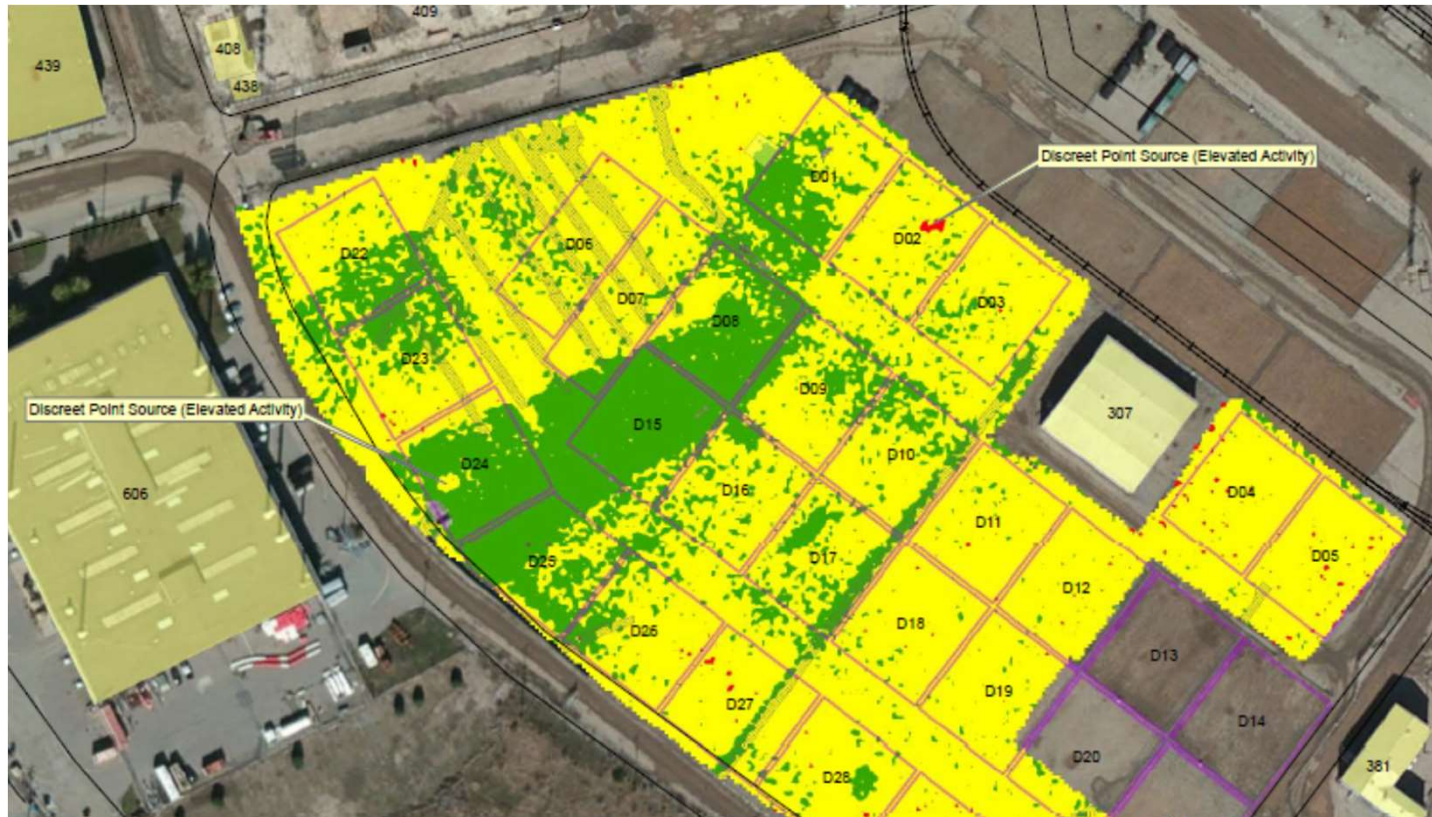 409
408
439
438
Discreet Point Source (Elevated Activity)
D01
D02
D06
D22
D03
D07
D08
D23
D09
Discreet Point Source (Elevated Activity)
307
D15
D10
D24
D16
D04
606
D11
D17
D05
D25
D12
D18
D26
D13
D19
D27
D14
D20
D28
381